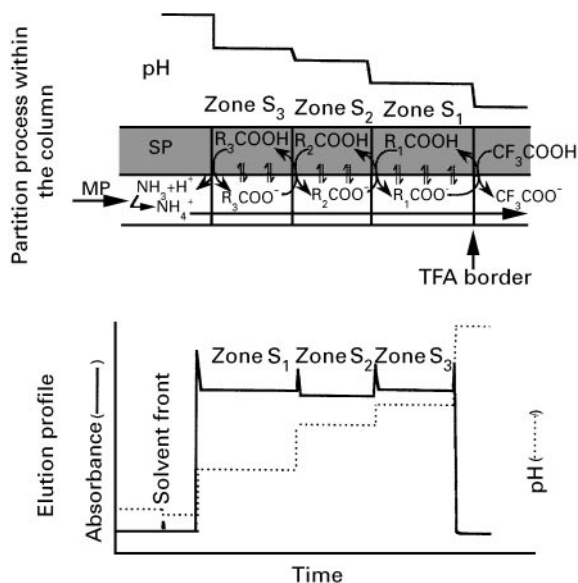 Partition process within
the column
pH
Zone S3 Zone S2 Zone S1
SP
R3COOH R2COOH R1COOH CF3COOH
MP
NH3+H+
NH4+
R3COO- R2COO- R1COO- CF3COO-
TFA border
Elution profile
Absorbance (——)
Solvent front
Zone S1 Zone S2 Zone S3
pH (........)
Time